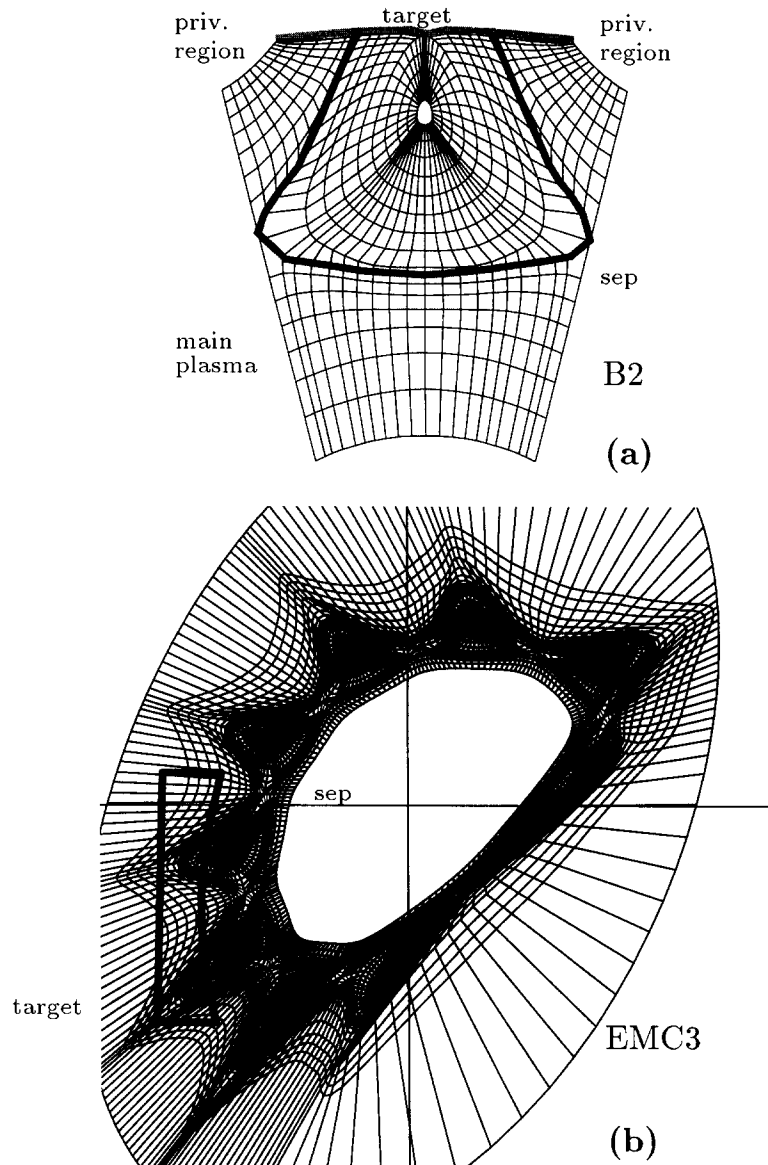 target
priv.
region
priv.
region
sep
main
plasma
B2
(a)
sep
target
EMC3
(b)